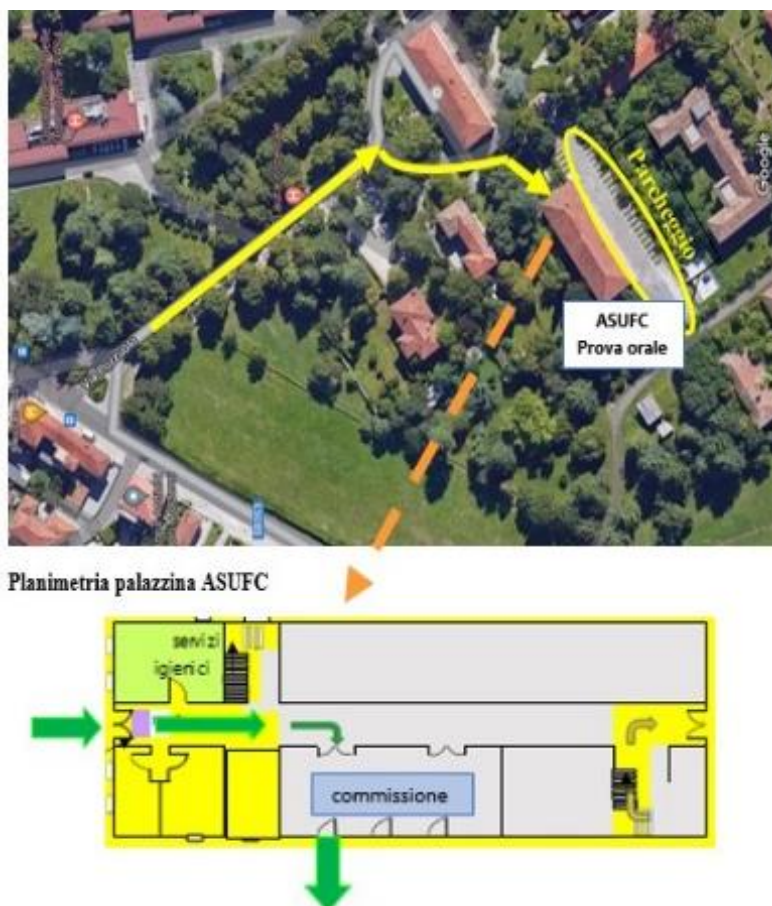 Parcheggio
Google
ASUFC
Prova orale
Planimetria palazzina ASUFC
servizi
igienici
commissione